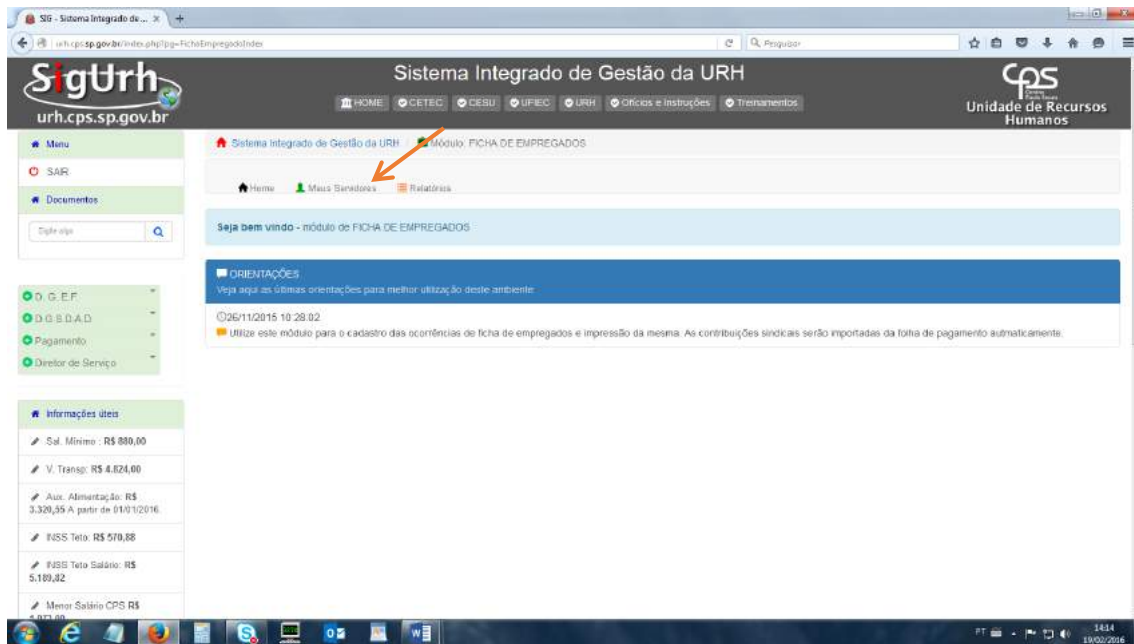 SIG - Sistema Integrado de... ×
urh.cps.sp.gov.br/index.php?pg=FichaEmpregadoIndex
Pesquisar
SigUrh
urh.cps.sp.gov.br
Sistema Integrado de Gestão da URH
HOME CETEC CESU UFIEC URH Ofícios e Instruções Treinamentos
CPS
Unidade de Recursos
Humanos
Menu
SAIR
Documentos
Digite algo
D. G. E.F
D.G.S.D.A.D
Pagamento
Diretor de Serviço
Informações úteis
Sal. Mínimo : R$ 880,00
V. Transp: R$ 4.824,00
Aux. Alimentação: R$
3.320,55 A partir de 01/01/2016.
INSS Teto: R$ 570,88
INSS Teto Salário: R$
5.189,82
Menor Salário CPS R$
Sistema Integrado de Gestão da URH / Módulo: FICHA DE EMPREGADOS
Home Meus Servidores Relatórios
Seja bem vindo - módulo de FICHA DE EMPREGADOS
ORIENTAÇÕES
Veja aqui as últimas orientações para melhor utilização deste ambiente
26/11/2015 10:28:02
Utilize este módulo para o cadastro das ocorrências de ficha de empregados e impressão da mesma. As contribuições sindicais serão importadas da folha de pagamento autmaticamente.
PT
14:14
19/02/2016